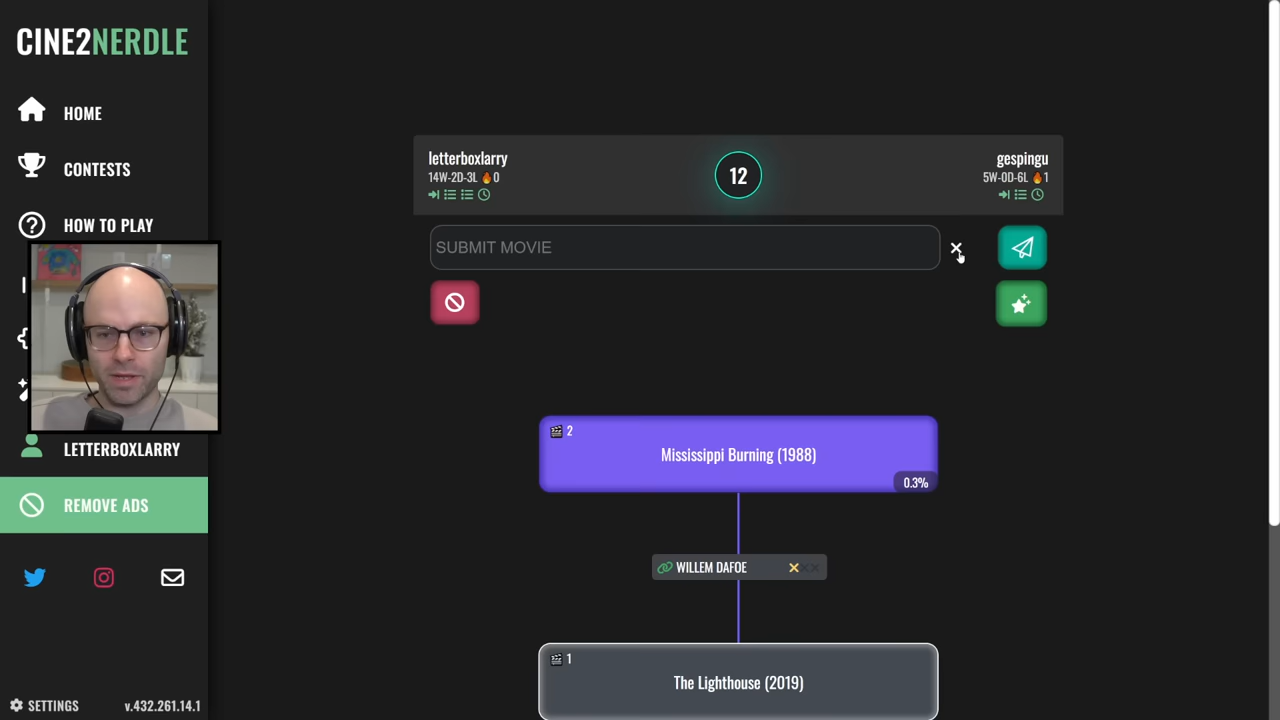 CINE2NERDLE
HOME
CONTESTS
HOW TO PLAY
LETTERBOXLARRY
REMOVE ADS
SETTINGS
v.432.261.14.1
letterboxlarry
14W-2D-3L 🔥0
12
gespingu
5W-0D-6L 🔥1
SUBMIT MOVIE
2
Mississippi Burning (1988)
0.3%
WILLEM DAFOE
1
The Lighthouse (2019)